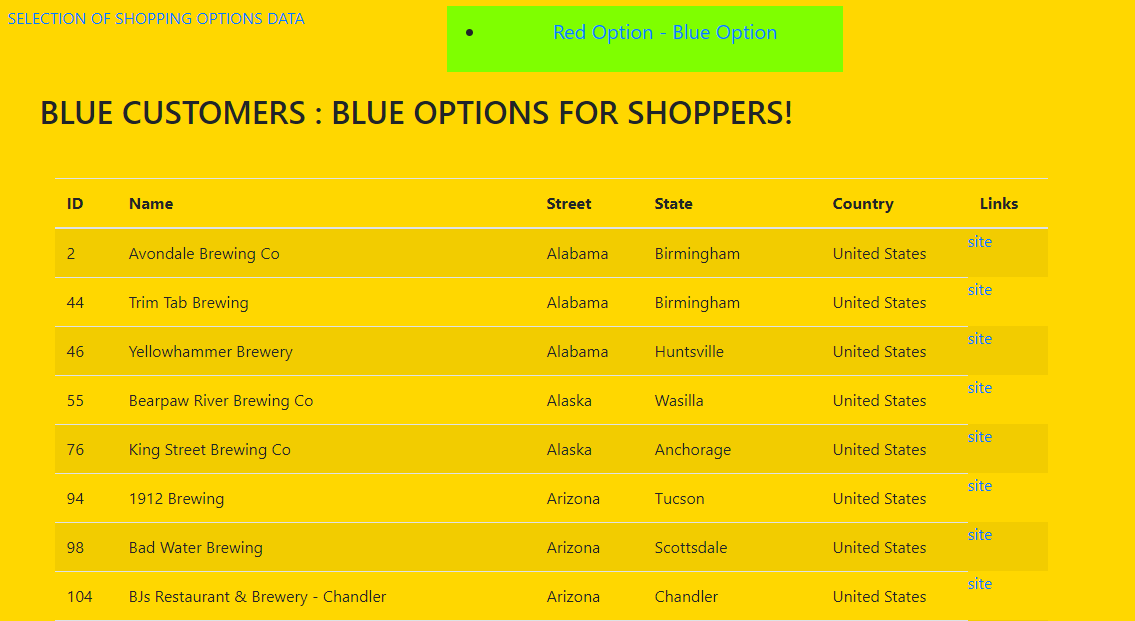 SELECTION OF SHOPPING OPTIONS DATA
Red Option - Blue Option
BLUE CUSTOMERS : BLUE OPTIONS FOR SHOPPERS!
ID Name Street State Country Links
2 Avondale Brewing Co Alabama Birmingham United States site
44 Trim Tab Brewing Alabama Birmingham United States site
46 Yellowhammer Brewery Alabama Huntsville United States site
55 Bearpaw River Brewing Co Alaska Wasilla United States site
76 King Street Brewing Co Alaska Anchorage United States site
94 1912 Brewing Arizona Tucson United States site
98 Bad Water Brewing Arizona Scottsdale United States site
104 BJs Restaurant & Brewery - Chandler Arizona Chandler United States site